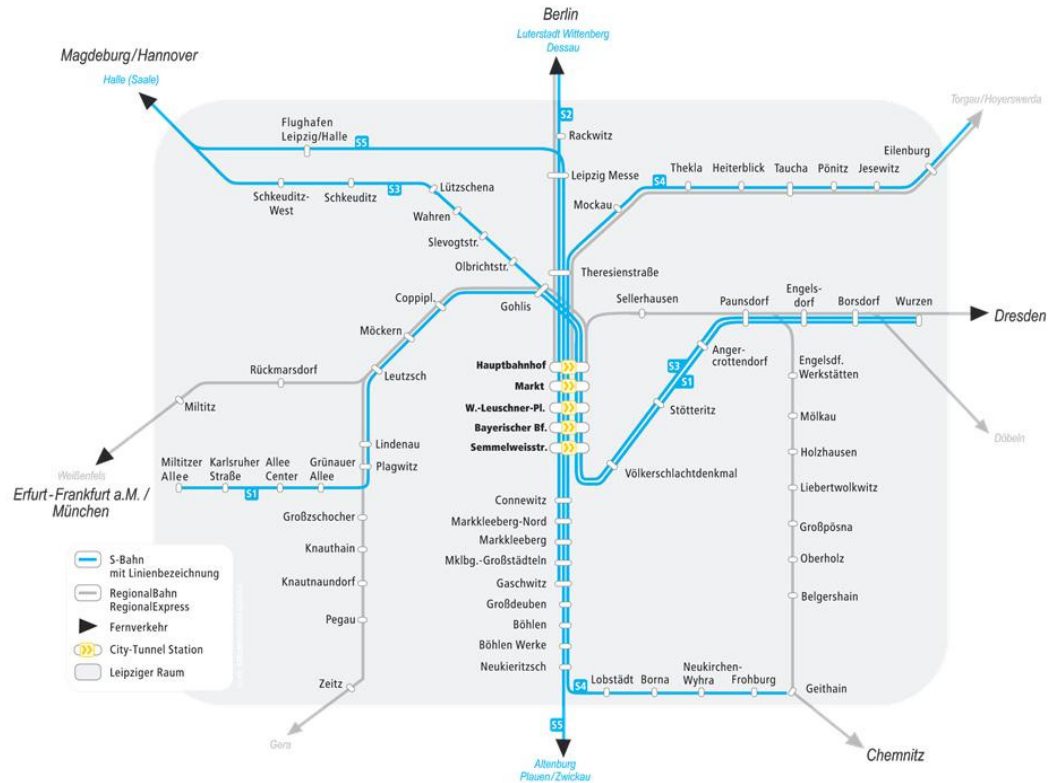 Berlin
Luterstadt Wittenberg
Dessau
Magdeburg/Hannover
Halle (Saale)
Torgau/Hoyerswerda
S2
Rackwitz
Flughafen
Leipzig/Halle
S5
Eilenburg
Leipzig Messe
S4
Thekla
Heiterblick
Taucha
Pönitz
Jesewitz
Schkeuditz-
West
Schkeuditz
S3
Lützschena
Mockau
Wahren
Slevogtstr.
Olbrichtstr.
Theresienstraße
Coppipl.
Gohlis
Sellerhausen
Paunsdorf
Engels-
dorf
Borsdorf
Wurzen
Dresden
Möckern
Anger-
crottendorf
Hauptbahnhof
S3
S1
Engelsdf.
Werkstätten
Rückmarsdorf
Leutzsch
Markt
Miltitz
W.-Leuschner-Pl.
Stötteritz
Mölkau
Bayerischer Bf.
Döbeln
Lindenau
Semmelweisstr.
Holzhausen
Weißenfels
Erfurt-Frankfurt a.M. /
München
Miltitzer
Allee
Karlsruher
Straße
S1
Allee
Center
Grünauer
Allee
Plagwitz
Völkerschlachtdenkmal
Liebertwolkwitz
Connewitz
Großzschocher
Markkleeberg-Nord
Großpösna
Markkleeberg
Knauthain
Mklbg.-Großstädteln
Oberholz
Knautnaundorf
Gaschwitz
Belgershain
Großdeuben
Pegau
Böhlen
Böhlen Werke
Neukieritzsch
Zeitz
S4
Lobstädt
Borna
Neukirchen-
Wyhra
Frohburg
Geithain
S5
Gera
Chemnitz
Altenburg
Plauen/Zwickau
S-Bahn
mit Linienbezeichnung
RegionalBahn
RegionalExpress
Fernverkehr
City-Tunnel Station
Leipziger Raum